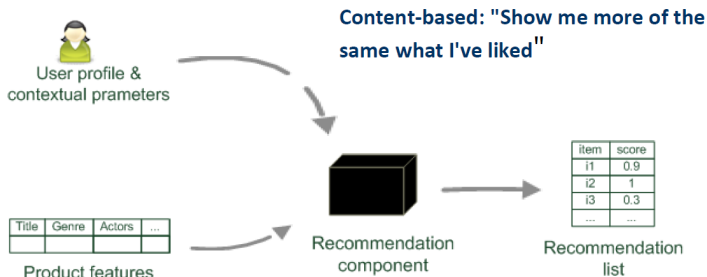 Content-based: "Show me more of the
same what I've liked"
User profile &
contextual prameters
item score
i1 0.9
i2 1
i3 0.3
... ...
Title Genre Actors ...
Recommendation
component
Recommendation
list
Product features